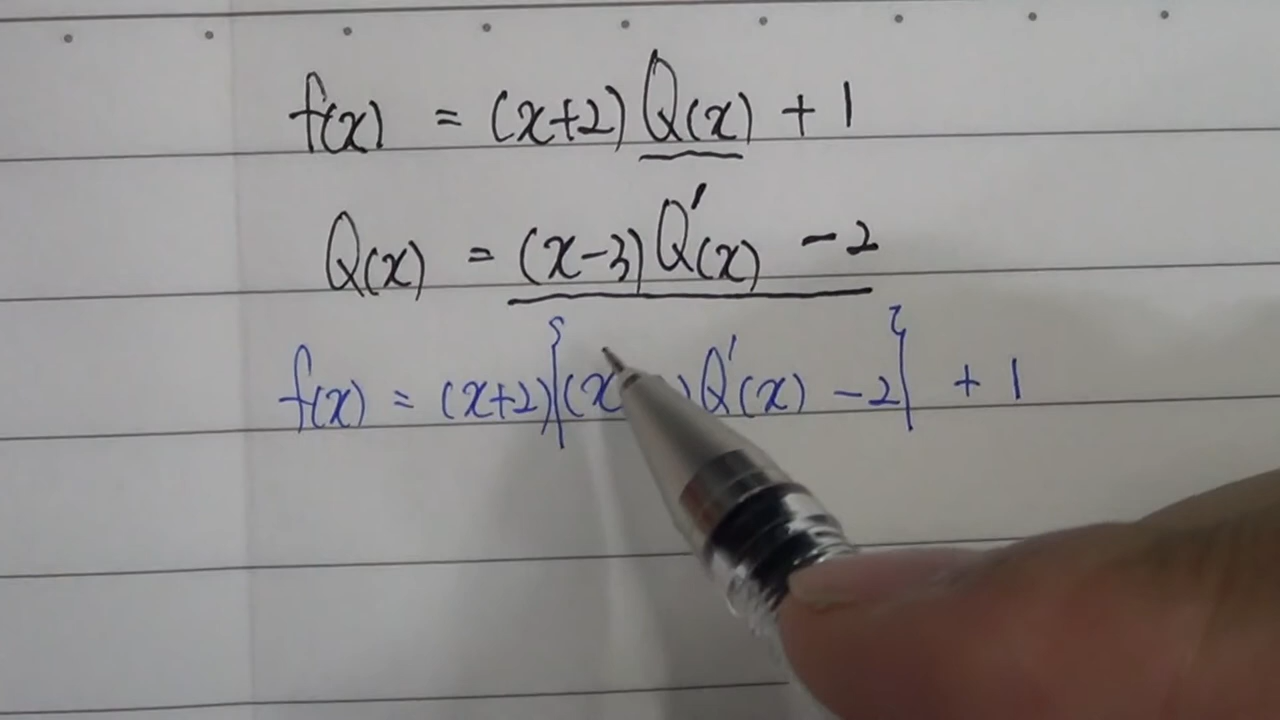 f(x) = (x+2)Q(x) + 1
Q(x) = (x-3)Q'(x) -2
f(x) = (x+2){(x )Q'(x) -2} + 1